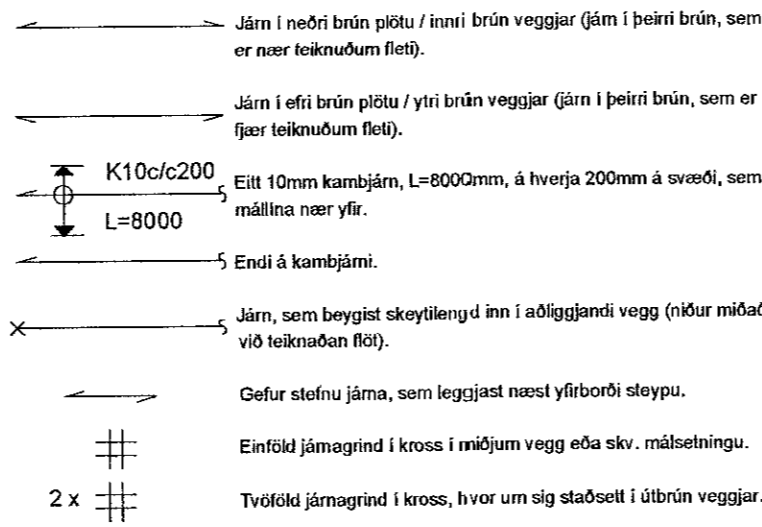 Járn í neðri brún plötu / innri brún veggjar (járn í þeirri brún, sem
er nær teiknuðum fleti).
Járn í efri brún plötu / ytri brún veggjar (járn í þeirri brún, sem er
fjær teiknuðum fleti).
K10c/c200
L=8000
Eitt 10mm kambjárn, L=8000mm, á hverja 200mm á svæði, sem
mállína nær yfir.
Endi á kambjárni.
Járn, sem beygist skeytilengd inn í aðliggjandi vegg (niður miðað
við teiknaðan flöt).
Gefur stefnu járna, sem leggjast næst yfirborði steypu.
Einföld járnagrind í kross í miðjum vegg eða skv. málsetningu.
2 x
Tvöföld járnagrind í kross, hvor um sig staðsett í útbrún veggjar.